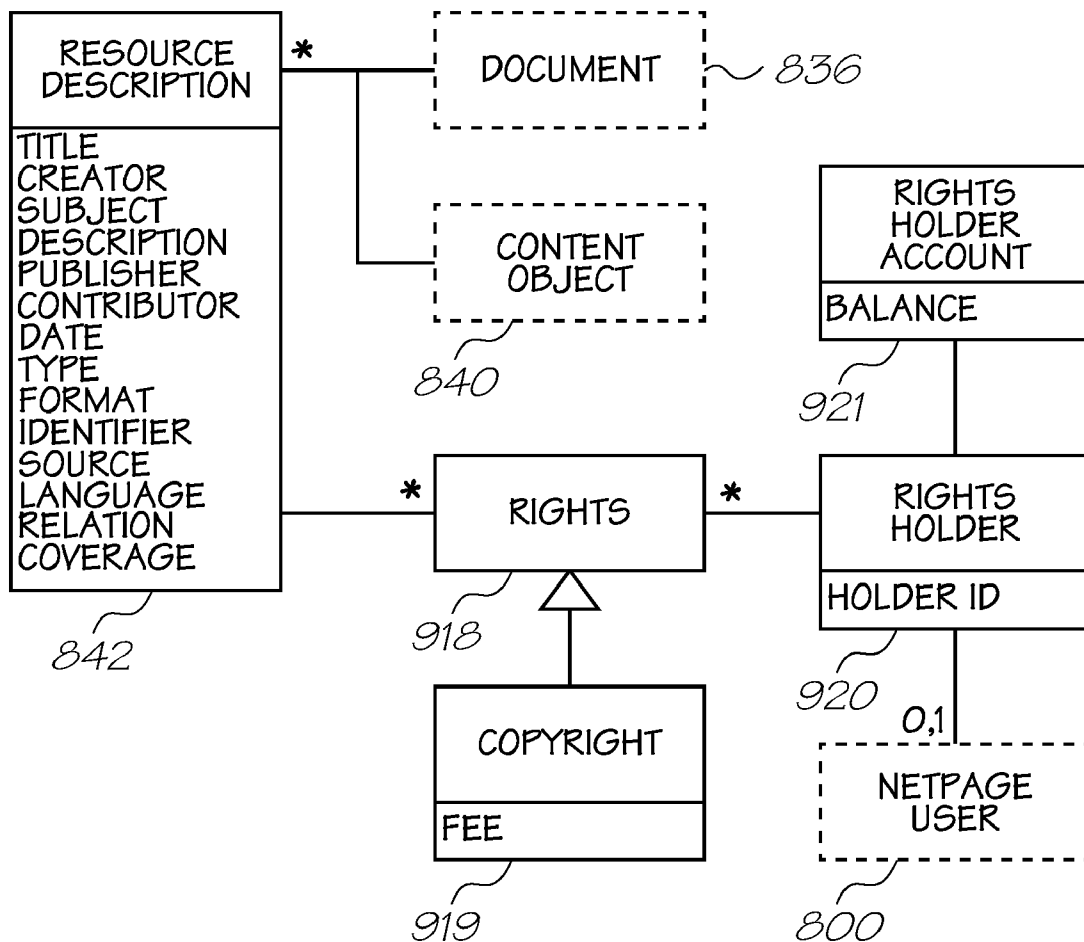 RESOURCE
DESCRIPTION
TITLE
CREATOR
SUBJECT
DESCRIPTION
PUBLISHER
CONTRIBUTOR
DATE
TYPE
FORMAT
IDENTIFIER
SOURCE
LANGUAGE
RELATION
COVERAGE
842
*
DOCUMENT
836
CONTENT
OBJECT
840
RIGHTS
HOLDER
ACCOUNT
BALANCE
921
*
RIGHTS
*
918
RIGHTS
HOLDER
HOLDER ID
920
COPYRIGHT
FEE
919
0,1
NETPAGE
USER
800